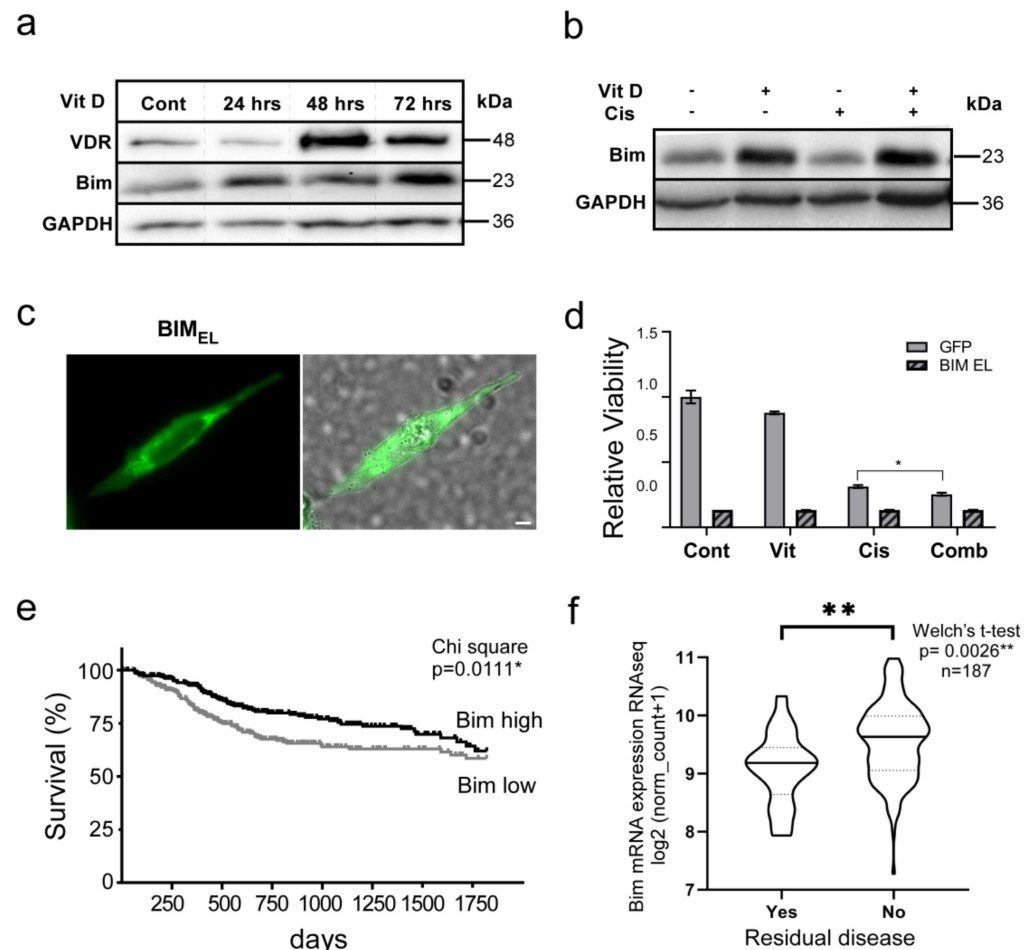 a
Vit D Cont 24 hrs 48 hrs 72 hrs kDa
VDR 48
Bim 23
GAPDH 36
b
Vit D - + - + kDa
Cis - - + +
Bim 23
GAPDH 36
c
BIMEL
d
Relative Viability
1.5
1.0
0.5
0.0
GFP
BIM EL
*
Cont Vit Cis Comb
e
Survival (%)
100
75
50
25
0
Chi square
p=0.0111*
Bim high
Bim low
250 500 750 1000 1250 1500 1750
days
f
**
Welch's t-test
p= 0.0026**
n=187
Bim mRNA expression RNAseq
log2 (norm_count+1)
11
10
9
8
7
Yes No
Residual disease